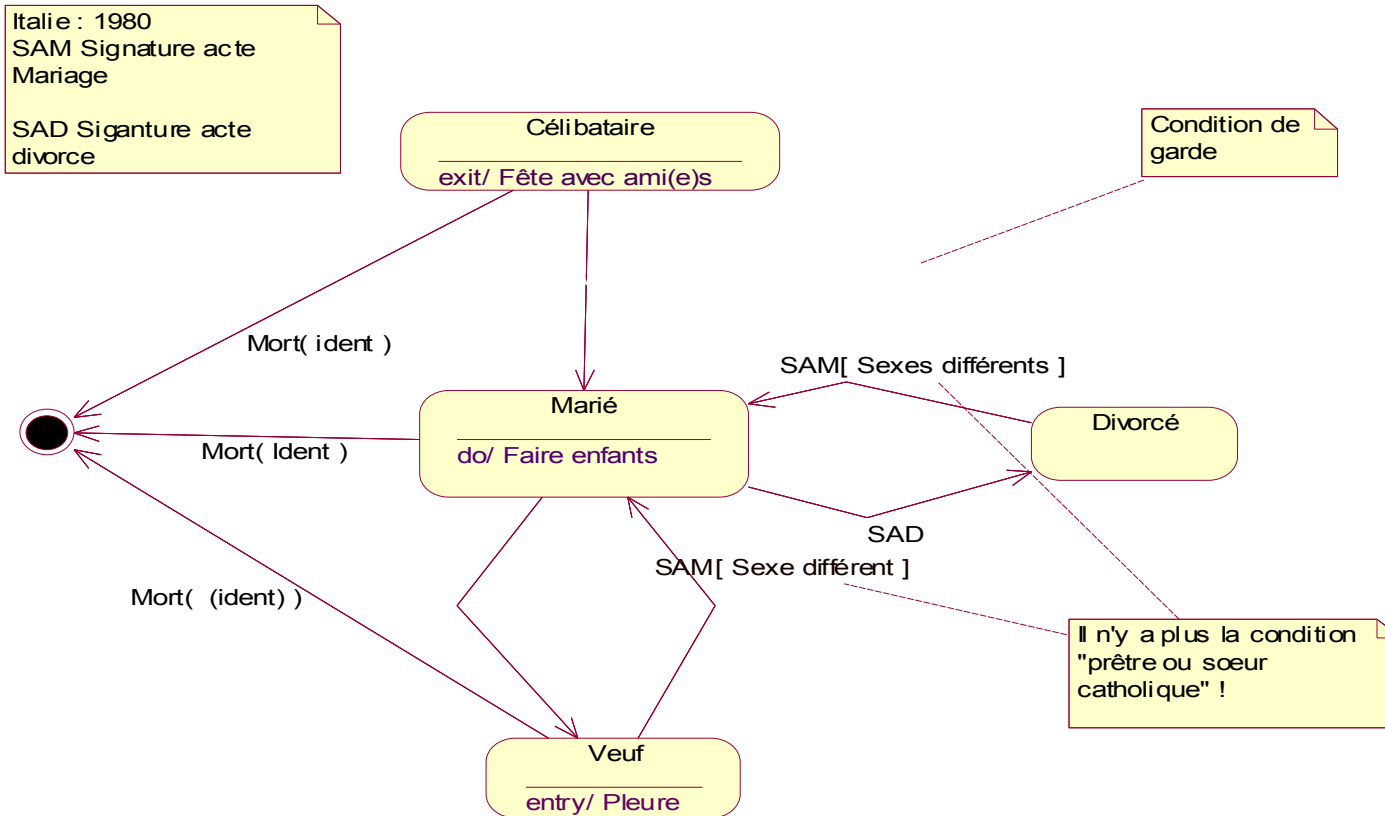 Italie : 1980
SAM Signature acte
Mariage
SAD Siganture acte
divorce
Célibataire
exit/ Fête avec ami(e)s
Condition de
garde
Mort( ident )
SAM[ Sexes différents ]
Marié
do/ Faire enfants
Divorcé
Mort( Ident )
SAD
SAM[ Sexe différent ]
Mort(  (ident) )
Il n'y a plus la condition
"prêtre ou sœur
catholique" !
Veuf
entry/ Pleure